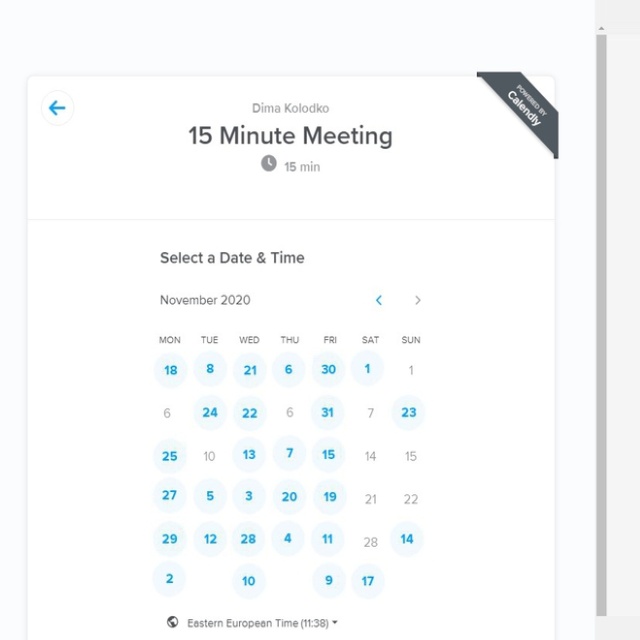 Dima Kolodko
POWERED BY
Calendly
15 Minute Meeting
15 min
Select a Date & Time
November 2020
MON TUE WED THU FRI SAT SUN
18 8 21 6 30 1 1
6 24 22 6 31 7 23
25 10 13 7 15 14 15
27 5 3 20 19 21 22
29 12 28 4 11 28 14
2 10 9 17
Eastern European Time (11:38)